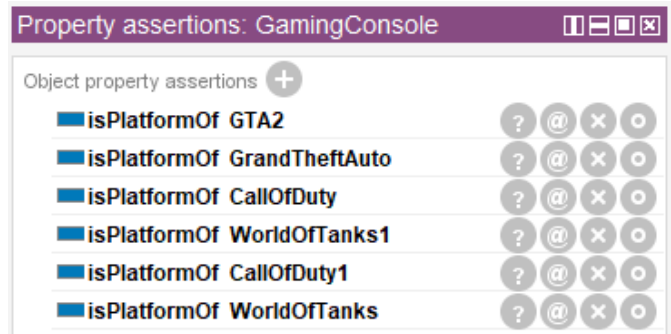 Property assertions: GamingConsole
Object property assertions
isPlatformOf GTA2
isPlatformOf GrandTheftAuto
isPlatformOf CallOfDuty
isPlatformOf WorldOfTanks1
isPlatformOf CallOfDuty1
isPlatformOf WorldOfTanks